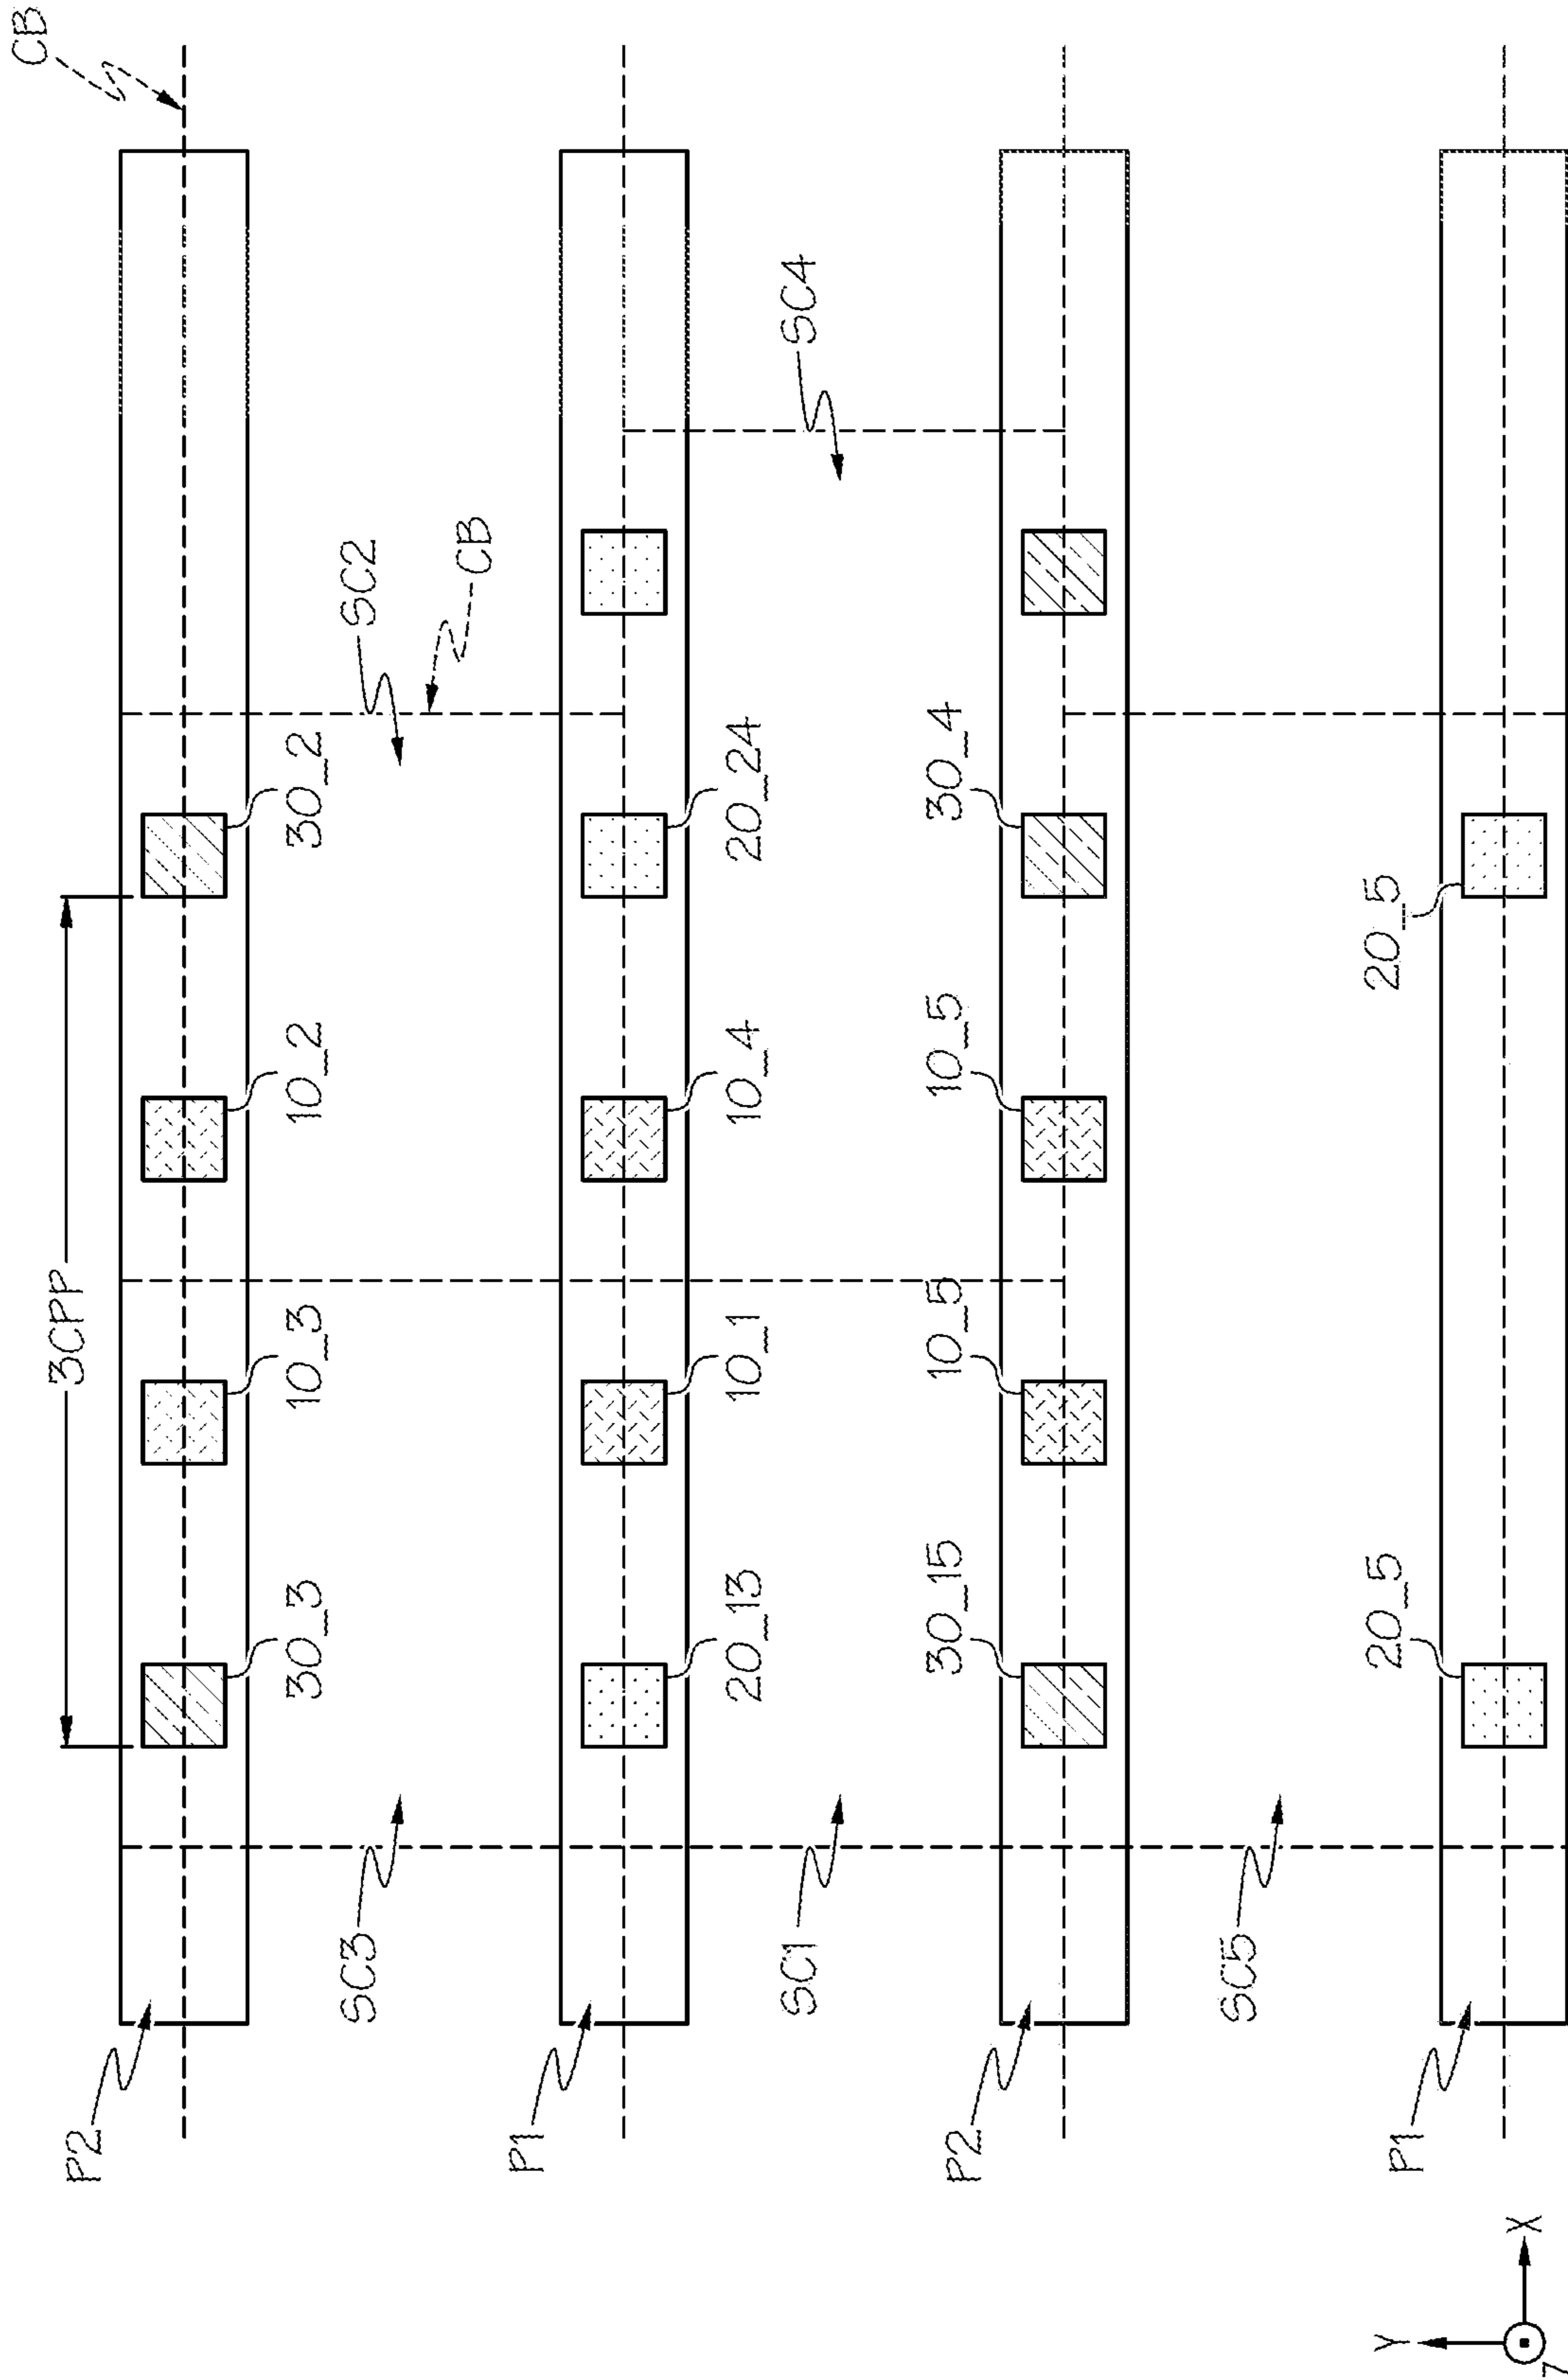 CB
3CPP
P2
30_3 10_3 10_2 30_2
SC3 SC2
CB
P1
20_13 10_1 10_4 20_24
SC1 SC4
30_15 10_5 10_5 30_4
P2
SC5
20_5 20_5
P1
Y
X
Z